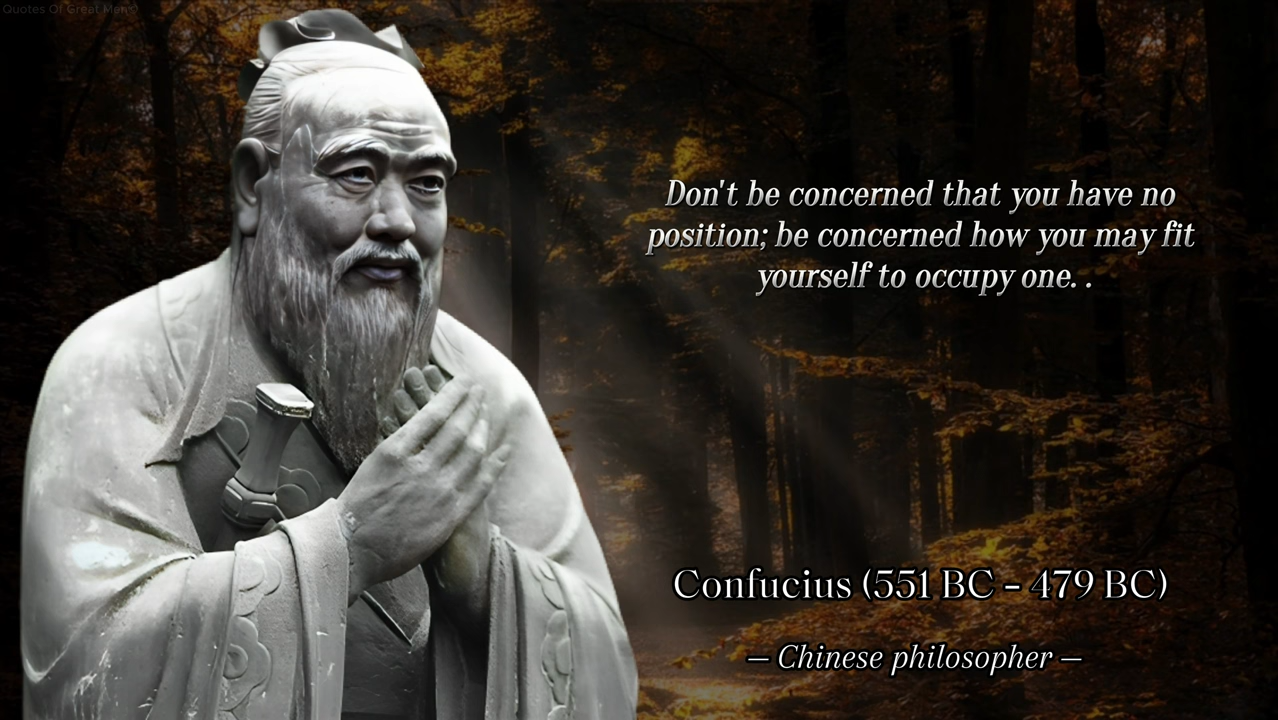 Quotes Of Great Men
Don't be concerned that you have no
position; be concerned how you may fit
yourself to occupy one. .
Confucius (551 BC – 479 BC)
— Chinese philosopher —